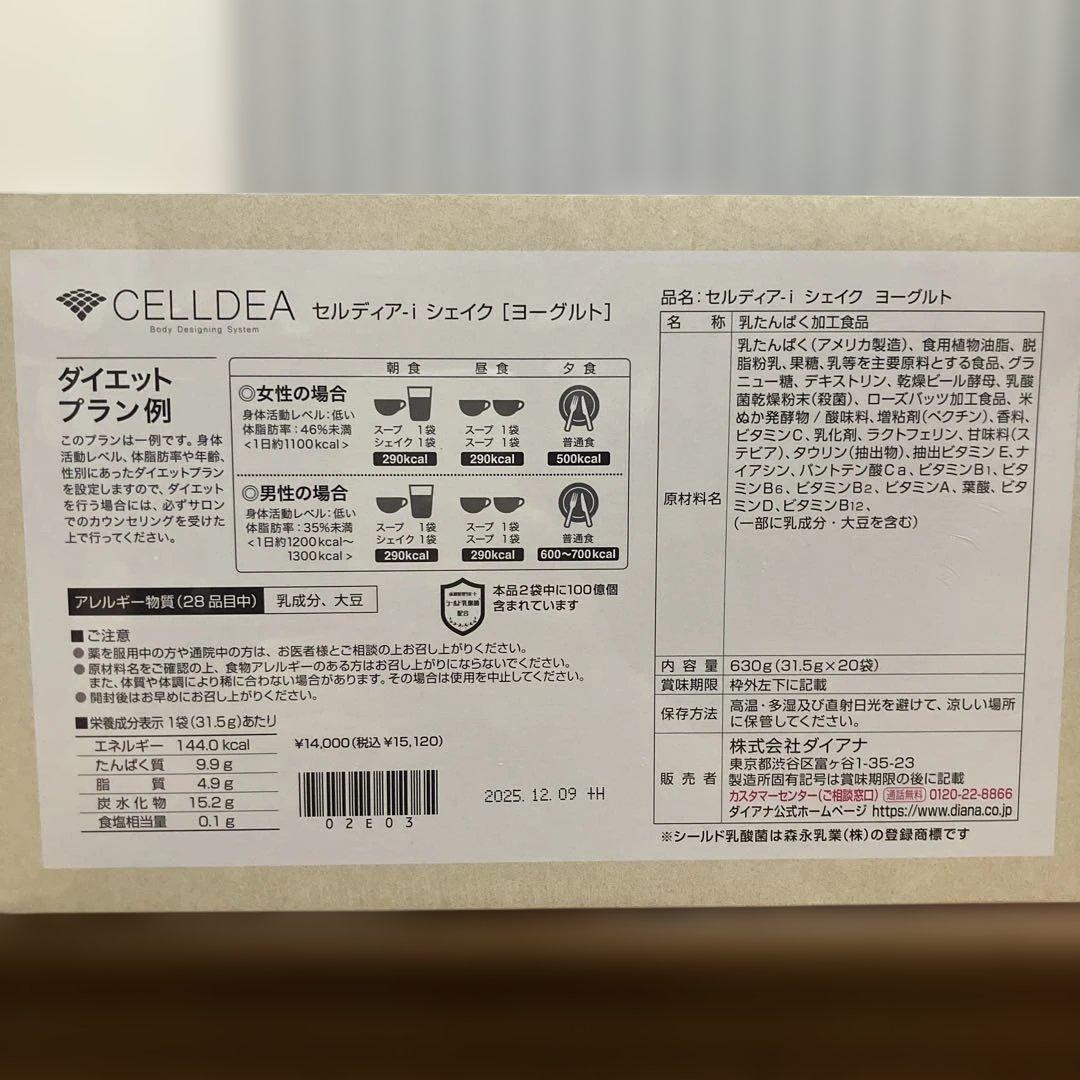 CELLDEA
Body Designing System
セルディア-i シェイク [ヨーグルト]
ダイエット
プラン例
このプランは一例です。身体
活動レベル、体脂肪率や年齢、
性別にあったダイエットプラン
を設定しますので、ダイエット
を行う場合には、必ずサロン
でのカウンセリングを受けた
上で行ってください。
朝食 昼食 夕食
◎女性の場合
身体活動レベル:低い
体脂肪率:46%未満
<1日約1100kcal>
スープ 1袋 スープ 1袋 普通食
シェイク 1袋 スープ 1袋
290kcal 290kcal 500kcal
◎男性の場合
身体活動レベル:低い
体脂肪率:35%未満
<1日約1200kcal～
1300kcal>
スープ 1袋 スープ 1袋 普通食
シェイク 1袋 スープ 1袋
290kcal 290kcal 600～700kcal
アレルギー物質(28品目中) 乳成分、大豆
シールド乳酸菌
配合
本品2袋中に100億個
含まれています
■ご注意
●薬を服用中の方や通院中の方は、お医者様とご相談の上お召し上がりください。
●原材料名をご確認の上、食物アレルギーのある方はお召し上がりにならないでください。
また、体質や体調により稀に合わない場合があります。その場合は使用を中止してください。
●開封後はお早めにお召し上がりください。
■栄養成分表示 1袋(31.5g)あたり
エネルギー 144.0kcal
たんぱく質 9.9g
脂質 4.9g
炭水化物 15.2g
食塩相当量 0.1g
¥14,000(税込¥15,120)
02E03
2025.12.09 +H
品名:セルディア-i シェイク ヨーグルト
名称 乳たんぱく加工食品
原材料名
乳たんぱく(アメリカ製造)、食用植物油脂、脱
脂粉乳、果糖、乳等を主要原料とする食品、グラ
ニュー糖、デキストリン、乾燥ビール酵母、乳酸
菌乾燥粉末(殺菌)、ローズパッツ加工食品、米
ぬか発酵物/酸味料、増粘剤(ペクチン)、香料、
ビタミンC、乳化剤、ラクトフェリン、甘味料(ス
テビア)、タウリン(抽出物)、抽出ビタミンE、ナ
イアシン、パントテン酸Ca、ビタミンB1、ビタ
ミンB6、ビタミンB2、ビタミンA、葉酸、ビタ
ミンD、ビタミンB12、
(一部に乳成分・大豆を含む)
内容量 630g(31.5g×20袋)
賞味期限 枠外左下に記載
保存方法 高温・多湿及び直射日光を避けて、涼しい場所
に保管してください。
販売者
株式会社ダイアナ
東京都渋谷区富ヶ谷1-35-23
製造所固有記号は賞味期限の後に記載
カスタマーセンター(ご相談窓口) 通話無料 0120-22-8866
ダイアナ公式ホームページ https://www.diana.co.jp
※シールド乳酸菌は森永乳業(株)の登録商標です